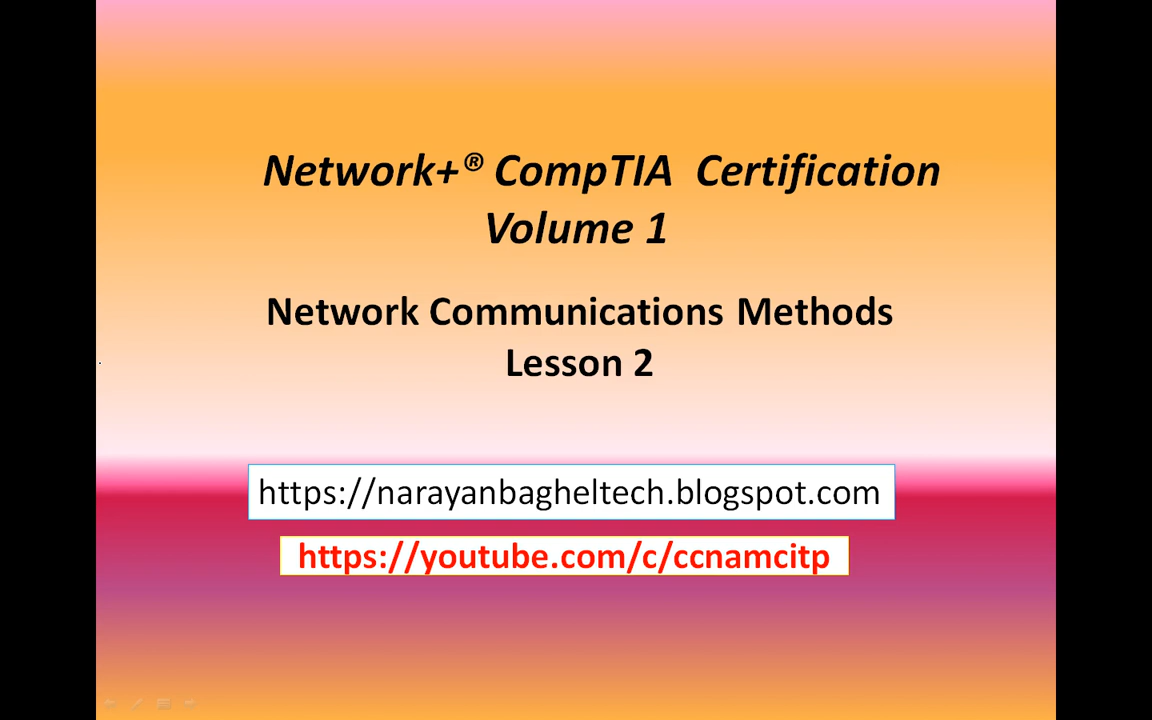 Network+® CompTIA Certification
Volume 1
Network Communications Methods
Lesson 2
https://narayanbagheltech.blogspot.com
https://youtube.com/c/ccnamcitp